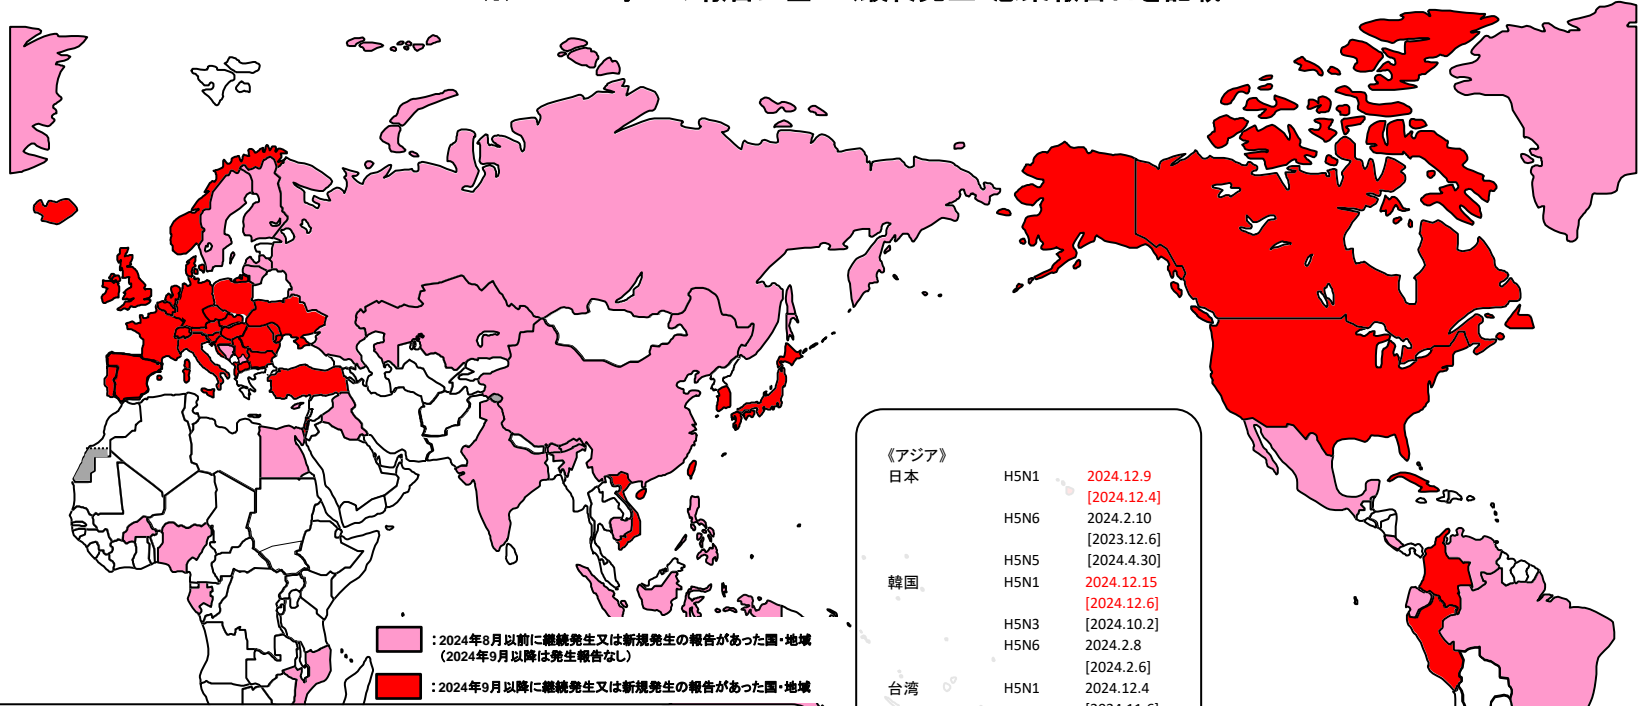 《アジア》
日本 H5N1 2024.12.9
[2024.12.4]
H5N6 2024.2.10
[2023.12.6]
H5N5 [2024.4.30]
韓国 H5N1 2024.12.15
[2024.12.6]
H5N3 [2024.10.2]
H5N6 2024.2.8
[2024.2.6]
台湾 H5N1 2024.12.4
:2024年8月以前に継続発生又は新規発生の報告があった国・地域
(2024年9月以降は発生報告なし)
:2024年9月以降に継続発生又は新規発生の報告があった国・地域